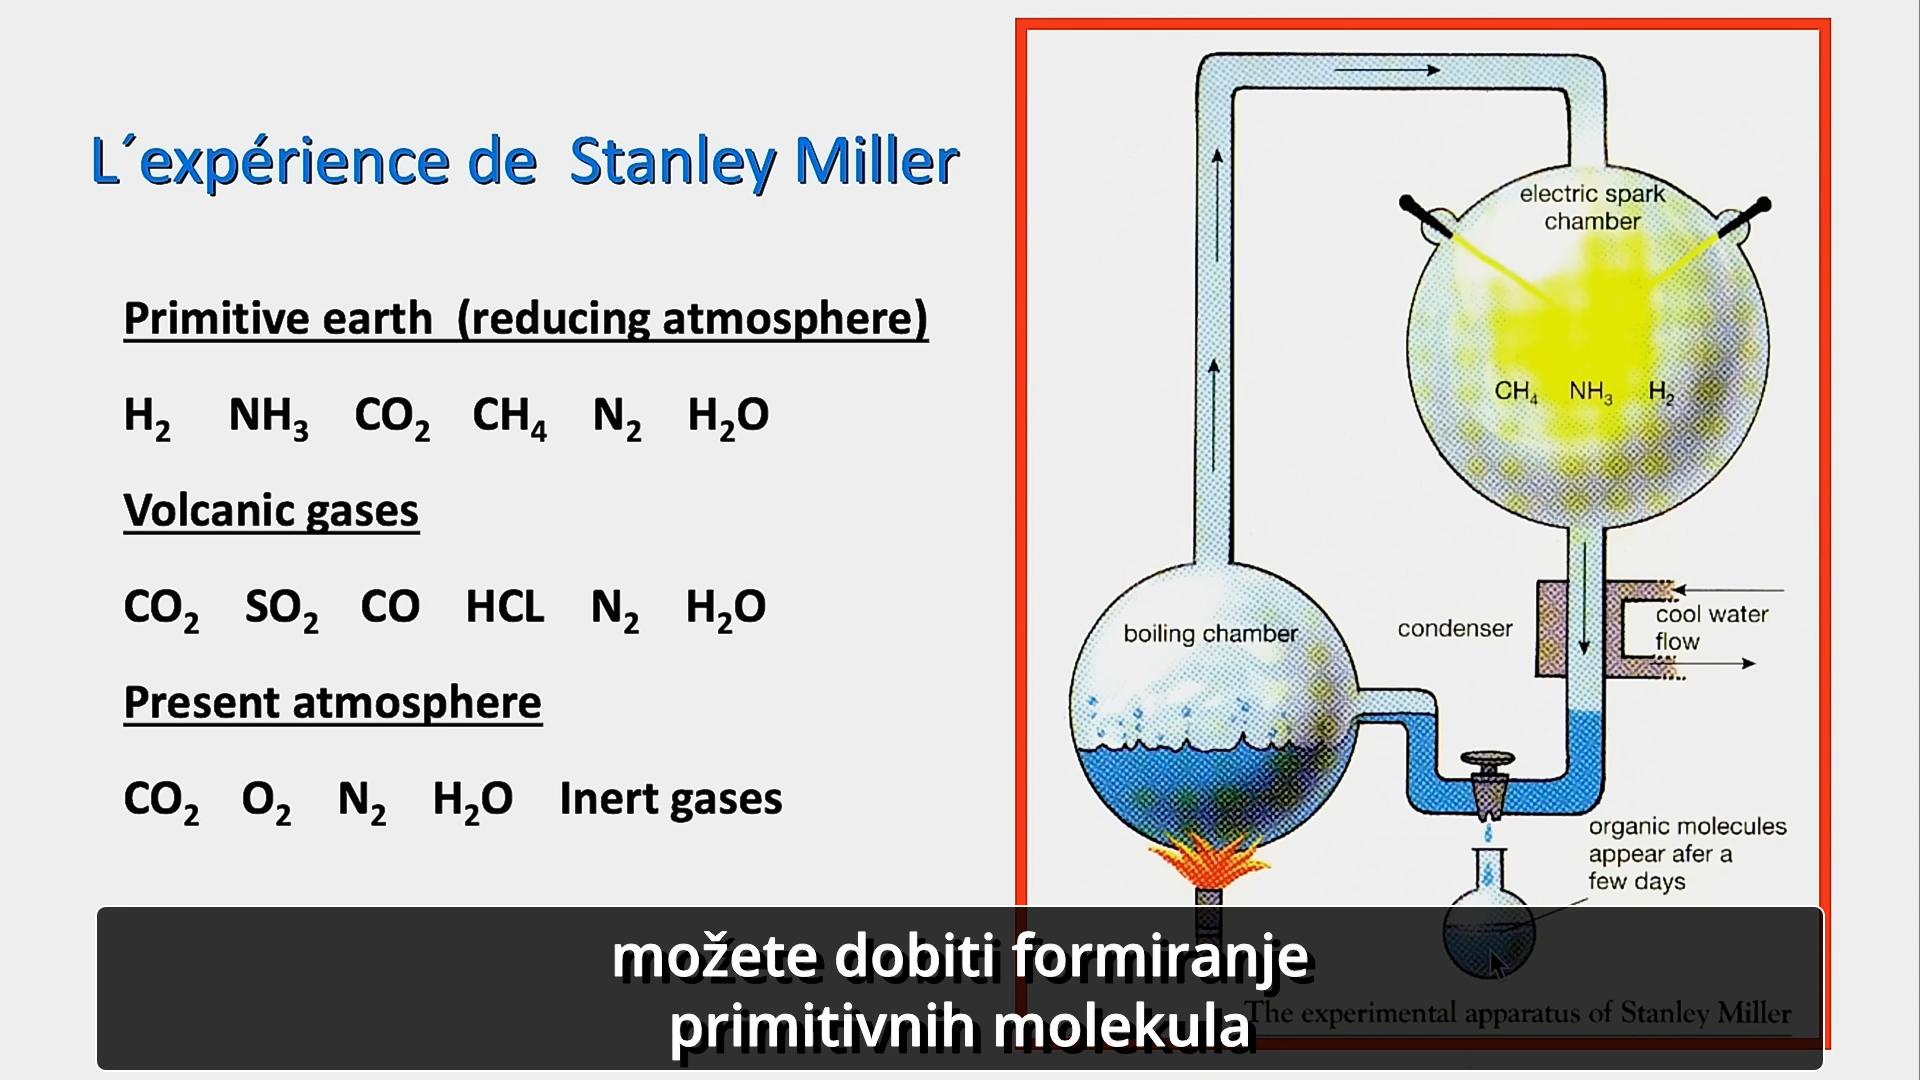 L´expérience de Stanley Miller
Primitive earth (reducing atmosphere)
H₂ NH₃ CO₂ CH₄ N₂ H₂O
Volcanic gases
CO₂ SO₂ CO HCL N₂ H₂O
Present atmosphere
CO₂ O₂ N₂ H₂O Inert gases
electric spark
chamber
CH₄ NH₃ H₂
boiling chamber
condenser
cool water
flow
organic molecules
appear afer a
few days
The experimental apparatus of Stanley Miller
možete dobiti formiranje
primitivnih molekula